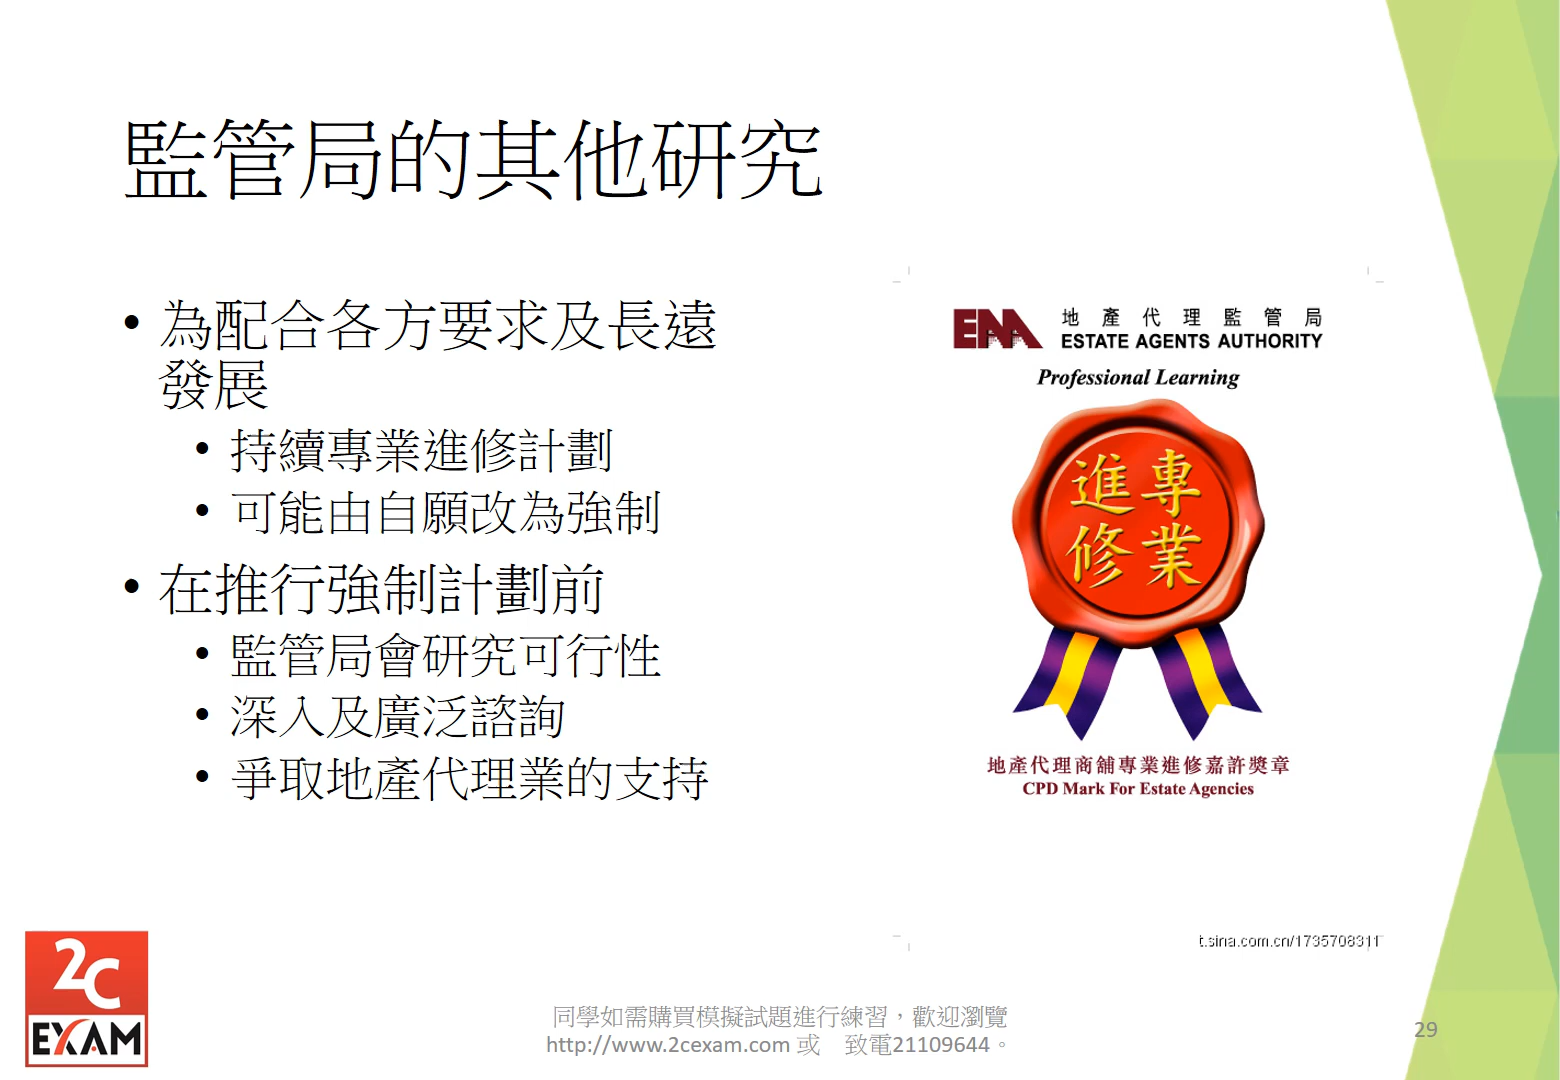 監管局的其他研究
• 為配合各方要求及長遠
發展
• 持續專業進修計劃
• 可能由自願改為強制
• 在推行強制計劃前
• 監管局會研究可行性
• 深入及廣泛諮詢
• 爭取地產代理業的支持
EAA 地產代理監管局
ESTATE AGENTS AUTHORITY
Professional Learning
進專
修業
地產代理商舖專業進修嘉許獎章
CPD Mark For Estate Agencies
t.sina.com.cn/1735708311
2C
EXAM
同學如需購買模擬試題進行練習，歡迎瀏覽
http://www.2cexam.com 或 致電21109644。
29